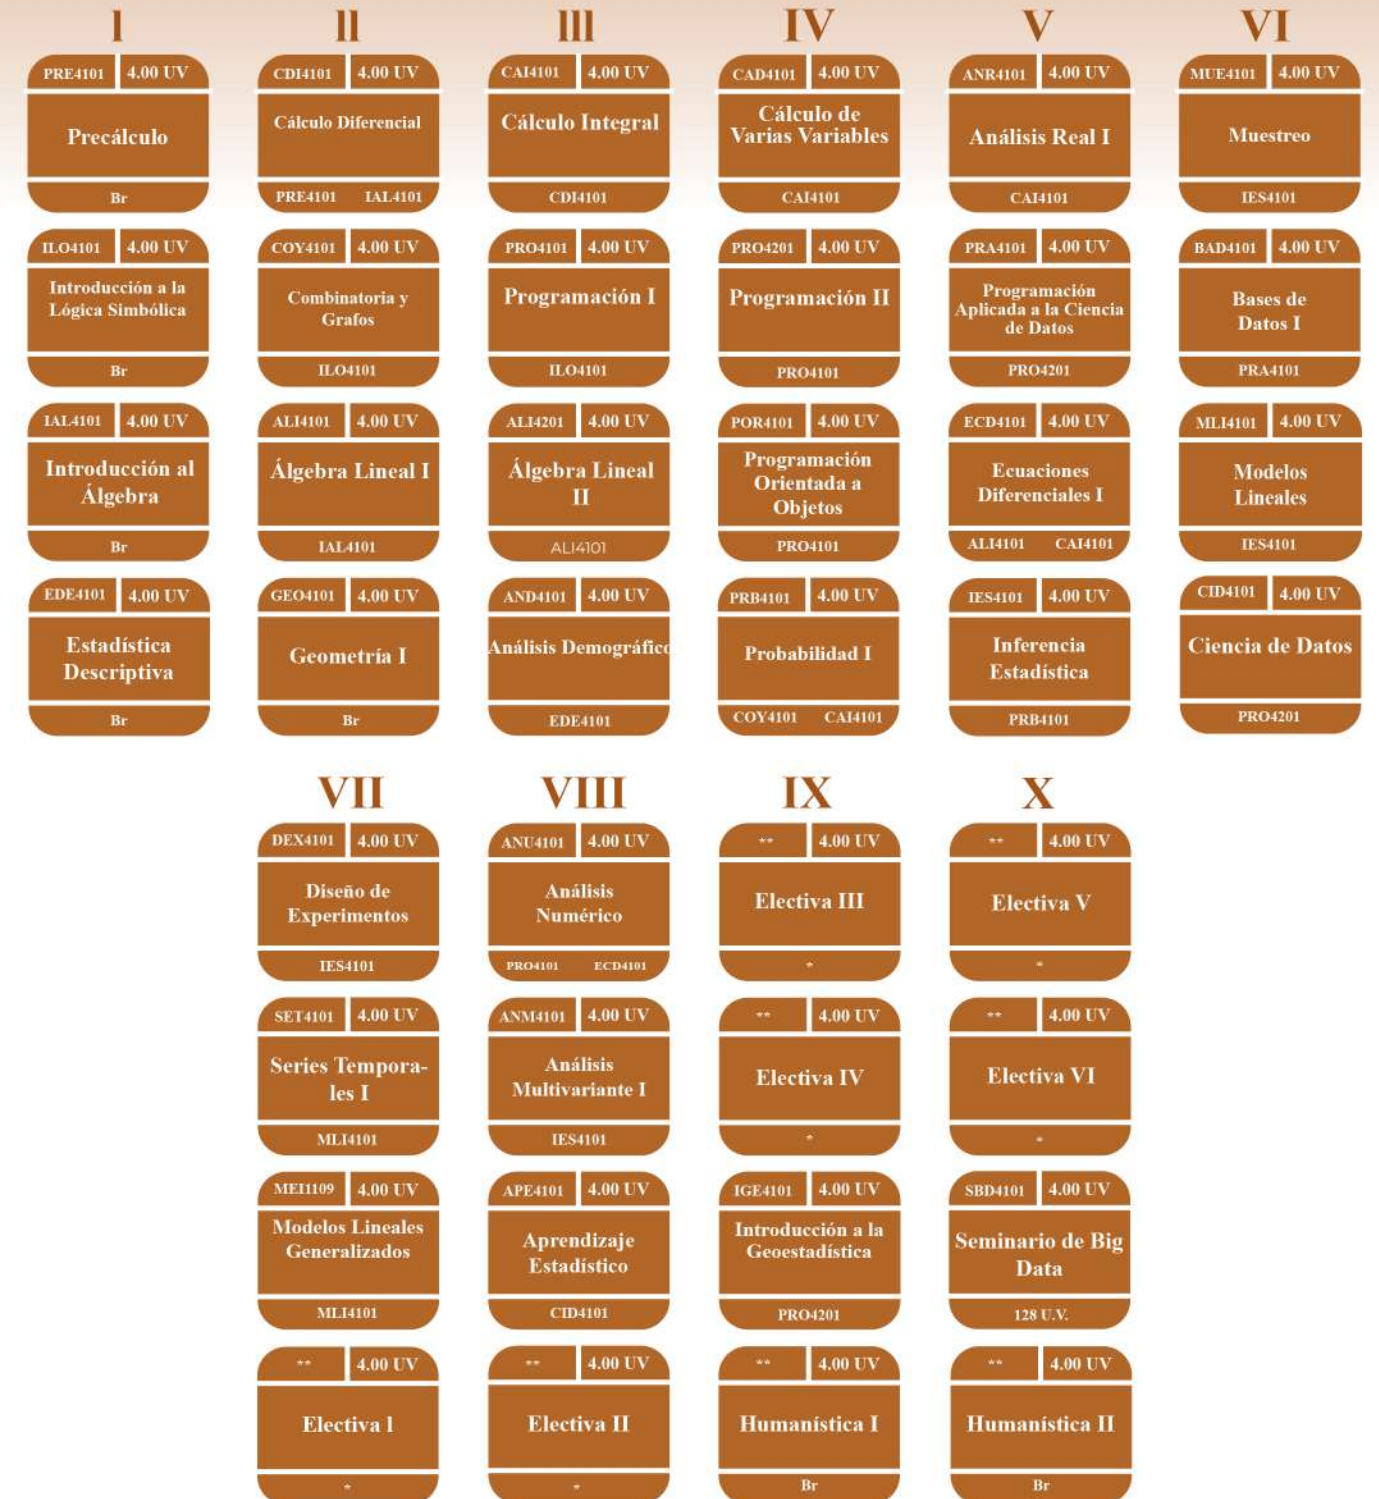 I II III IV V VI
PRE4101 4.00 UV
Precálculo
Br
ILO4101 4.00 UV
Introducción a la
Lógica Simbólica
Br
IAL4101 4.00 UV
Introducción al
Álgebra
Br
EDE4101 4.00 UV
Estadística
Descriptiva
Br
CDI4101 4.00 UV
Cálculo Diferencial
PRE4101 IAL4101
COY4101 4.00 UV
Combinatoria y
Grafos
ILO4101
ALI4101 4.00 UV
Álgebra Lineal I
IAL4101
GEO4101 4.00 UV
Geometría I
Br
CAI4101 4.00 UV
Cálculo Integral
CDI4101
PRO4101 4.00 UV
Programación I
ILO4101
ALI4201 4.00 UV
Álgebra Lineal
II
ALI4101
AND4101 4.00 UV
Análisis Demográfico
EDE4101
CAD4101 4.00 UV
Cálculo de
Varias Variables
CAI4101
PRO4201 4.00 UV
Programación II
PRO4101
POR4101 4.00 UV
Programación
Orientada a
Objetos
PRO4101
PRB4101 4.00 UV
Probabilidad I
COY4101 CAI4101
ANR4101 4.00 UV
Análisis Real I
CAI4101
PRA4101 4.00 UV
Programación
Aplicada a la Ciencia
de Datos
PRO4201
ECD4101 4.00 UV
Ecuaciones
Diferenciales I
ALI4101 CAI4101
IES4101 4.00 UV
Inferencia
Estadística
PRB4101
MUE4101 4.00 UV
Muestreo
IES4101
BAD4101 4.00 UV
Bases de
Datos I
PRA4101
MLI4101 4.00 UV
Modelos
Lineales
IES4101
CID4101 4.00 UV
Ciencia de Datos
PRO4201
VII VIII IX X
DEX4101 4.00 UV
Diseño de
Experimentos
IES4101
SET4101 4.00 UV
Series Tempora-
les I
MLI4101
MEI1109 4.00 UV
Modelos Lineales
Generalizados
MLI4101
** 4.00 UV
Electiva l
*
ANU4101 4.00 UV
Análisis
Numérico
PRO4101 ECD4101
ANM4101 4.00 UV
Análisis
Multivariante I
IES4101
APE4101 4.00 UV
Aprendizaje
Estadístico
CID4101
** 4.00 UV
Electiva II
*
** 4.00 UV
Electiva III
*
** 4.00 UV
Electiva IV
*
IGE4101 4.00 UV
Introducción a la
Geoestadística
PRO4201
** 4.00 UV
Humanística I
Br
** 4.00 UV
Electiva V
*
** 4.00 UV
Electiva VI
*
SBD4101 4.00 UV
Seminario de Big
Data
128 U.V.
** 4.00 UV
Humanística II
Br